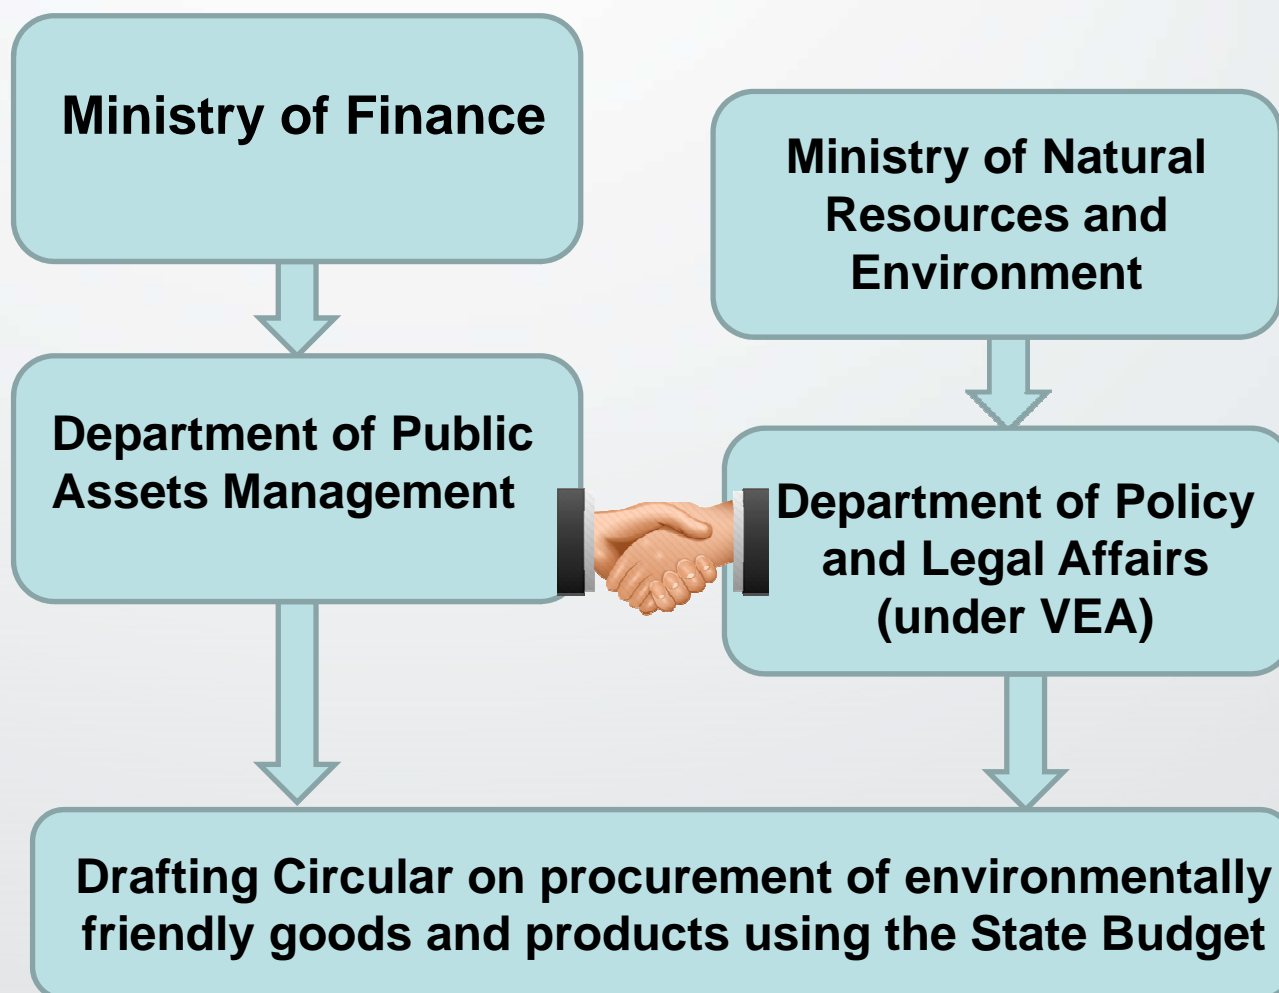 Ministry of Finance
Ministry of Natural
Resources and
Environment
Department of Public
Assets Management
Department of Policy
and Legal Affairs
(under VEA)
Drafting Circular on procurement of environmentally
friendly goods and products using the State Budget